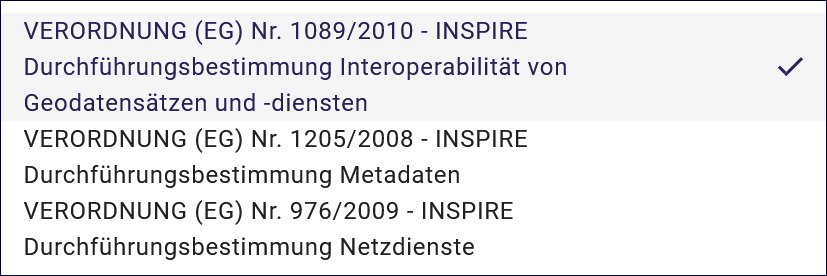 VERORDNUNG (EG) Nr. 1089/2010 - INSPIRE
Durchführungsbestimmung Interoperabilität von
Geodatensätzen und -diensten
VERORDNUNG (EG) Nr. 1205/2008 - INSPIRE
Durchführungsbestimmung Metadaten
VERORDNUNG (EG) Nr. 976/2009 - INSPIRE
Durchführungsbestimmung Netzdienste